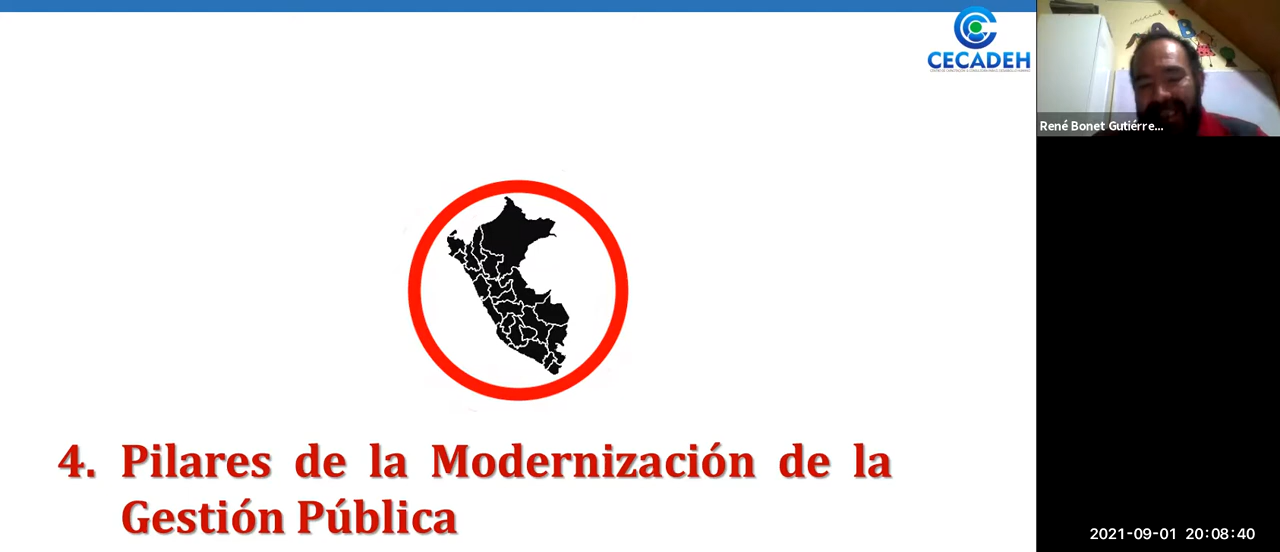 CECADEH
René Bonet Gutiérre...
4. Pilares de la Modernización de la
Gestión Pública
2021-09-01 20:08:40